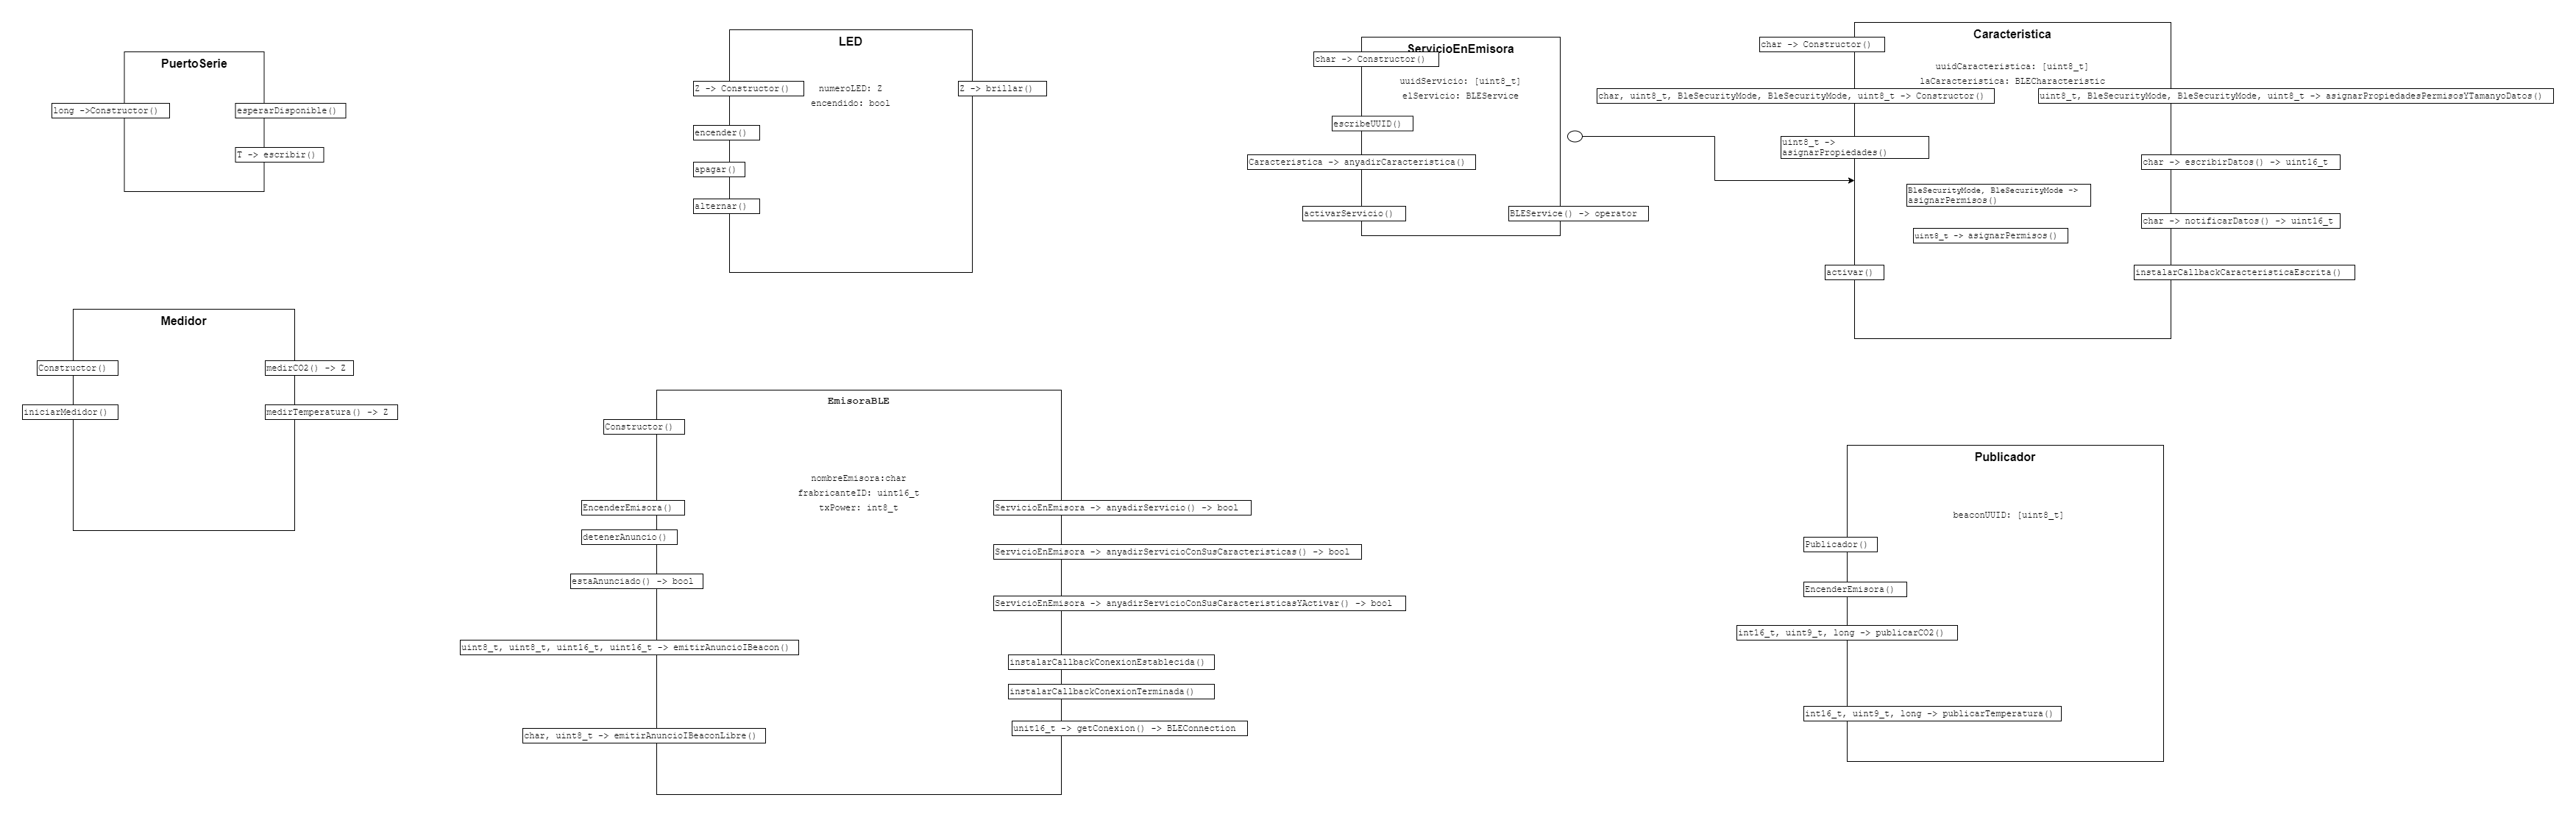 PuertoSerie
long ->Constructor()
esperarDisponible()
T -> escribir()
LED
Z -> Constructor()
numeroLED: Z
encendido: bool
Z -> brillar()
encender()
apagar()
alternar()
ServicioEnEmisora
char -> Constructor()
uuidServicio: [uint8_t]
elServicio: BLEService
escribeUUID()
Caracteristica -> anyadirCaracteristica()
activarServicio()
BLEService() -> operator
Caracteristica
char -> Constructor()
uuidCaracteristica: [uint8_t]
laCaracteristica: BLECharacteristic
char, uint8_t, BleSecurityMode, BleSecurityMode, uint8_t -> Constructor()
uint8_t, BleSecurityMode, BleSecurityMode, uint8_t -> asignarPropiedadesPermisosYTamanyoDatos()
uint8_t ->
asignarPropiedades()
char -> escribirDatos() -> uint16_t
BleSecurityMode, BleSecurityMode ->
asignarPermisos()
char -> notificarDatos() -> uint16_t
uint8_t -> asignarPermisos()
activar()
instalarCallbackCaracteristicaEscrita()
Medidor
Constructor()
medirCO2() -> Z
iniciarMedidor()
medirTemperatura() -> Z
EmisoraBLE
Constructor()
nombreEmisora:char
frabricanteID: uint16_t
txPower: int8_t
EncenderEmisora()
detenerAnuncio()
estaAnunciado() -> bool
uint8_t, uint8_t, uint16_t, uint16_t -> emitirAnuncioIBeacon()
char, uint8_t -> emitirAnuncioIBeaconLibre()
ServicioEnEmisora -> anyadirServicio() -> bool
ServicioEnEmisora -> anyadirServicioConSusCaracteristicas() -> bool
ServicioEnEmisora -> anyadirServicioConSusCaracteristicasYActivar() -> bool
instalarCallbackConexionEstablecida()
instalarCallbackConexionTerminada()
unit16_t -> getConexion() -> BLEConnection
Publicador
beaconUUID: [uint8_t]
Publicador()
EncenderEmisora()
int16_t, uint9_t, long -> publicarCO2()
int16_t, uint9_t, long -> publicarTemperatura()